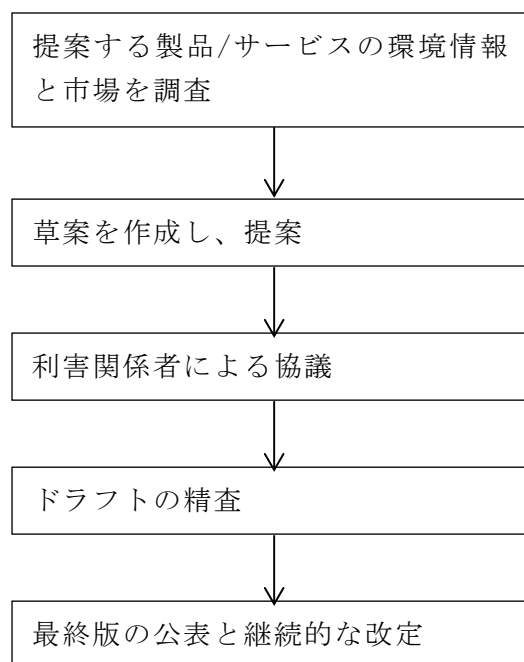 提案する製品/サービスの環境情報
と市場を調査
草案を作成し、提案
利害関係者による協議
ドラフトの精査
最終版の公表と継続的な改定